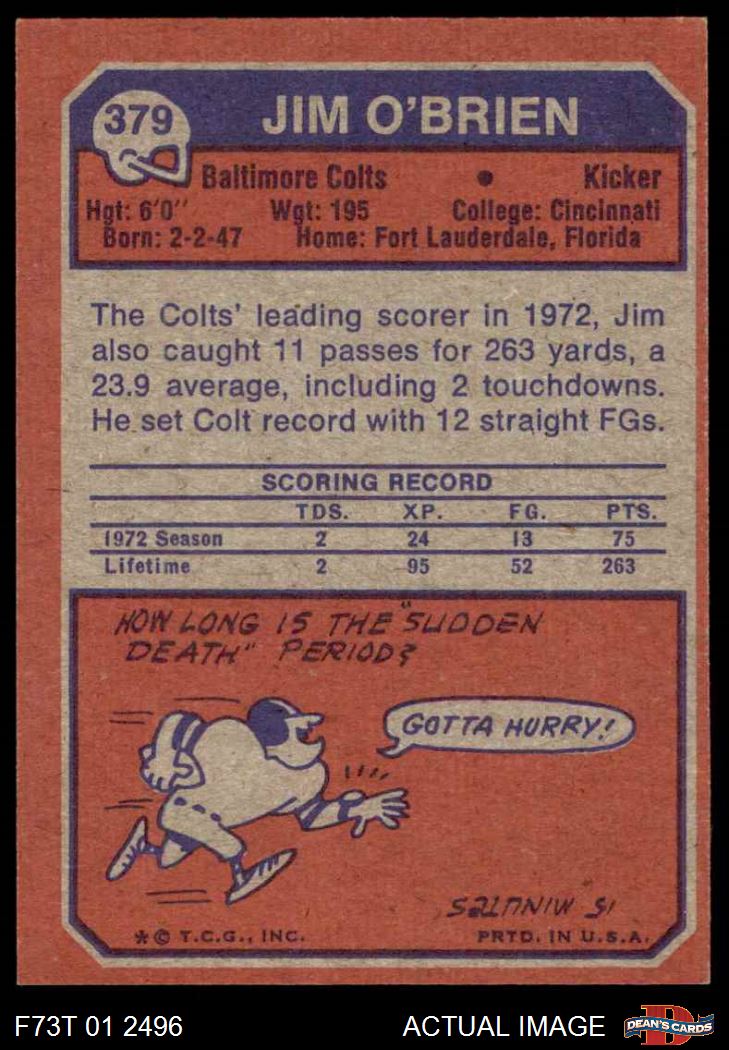 379 JIM O'BRIEN
Baltimore Colts • Kicker
Hgt: 6'0" Wgt: 195 College: Cincinnati
Born: 2-2-47 Home: Fort Lauderdale, Florida
The Colts' leading scorer in 1972, Jim
also caught 11 passes for 263 yards, a
23.9 average, including 2 touchdowns.
He set Colt record with 12 straight FGs.
SCORING RECORD
TDS. XP. FG. PTS.
1972 Season 2 24 13 75
Lifetime 2 95 52 263
HOW LONG IS THE "SUDDEN
DEATH" PERIOD?
GOTTA HURRY!
15 MINUTES
* © T.C.G., INC. PRTD. IN U.S.A.
F73T 01 2496 ACTUAL IMAGE D DEAN'S CARDS